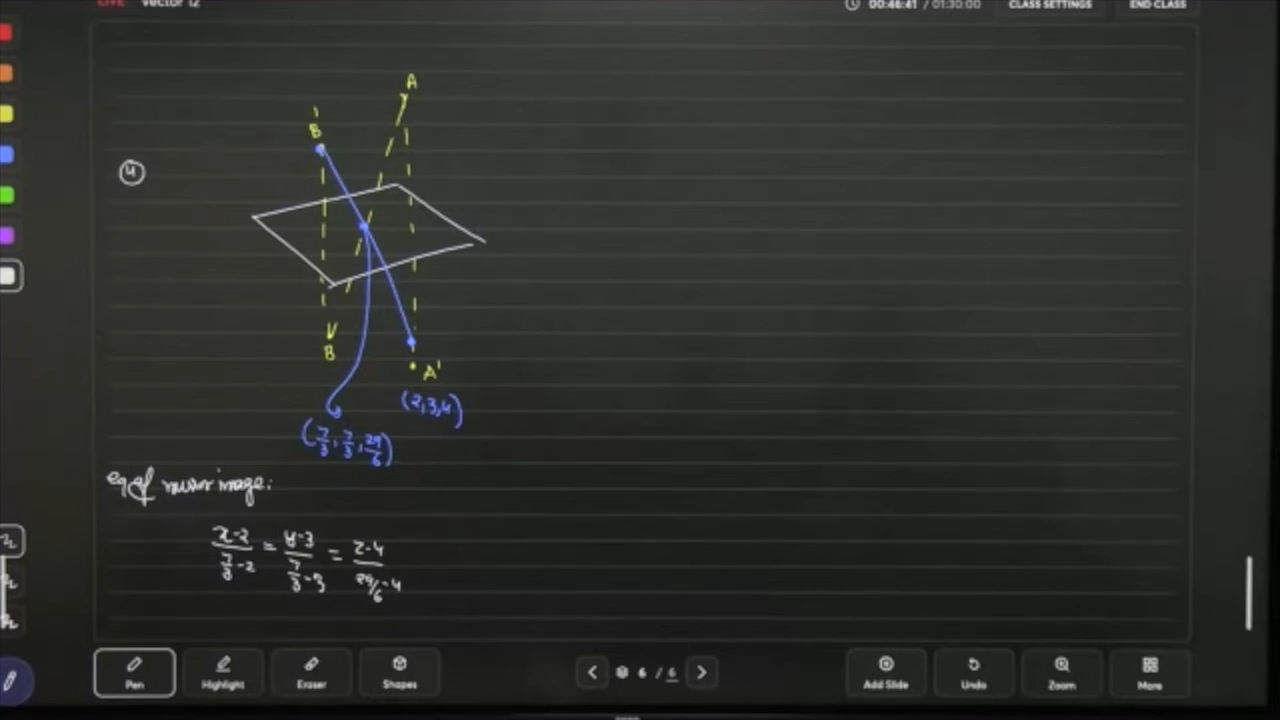 LIVE Vector 12 00:46:41 / 01:30:00 CLASS SETTINGS END CLASS
A
B'
4
B
A'
(2,3,4)
(7/3, 7/3, 29/6)
eq of mirror image:
x-2 / 7/3-2 = y-3 / 7/3-3 = z-4 / 29/6-4
Pen Highlight Eraser Shapes 6 / 6 Add Slide Undo Zoom More